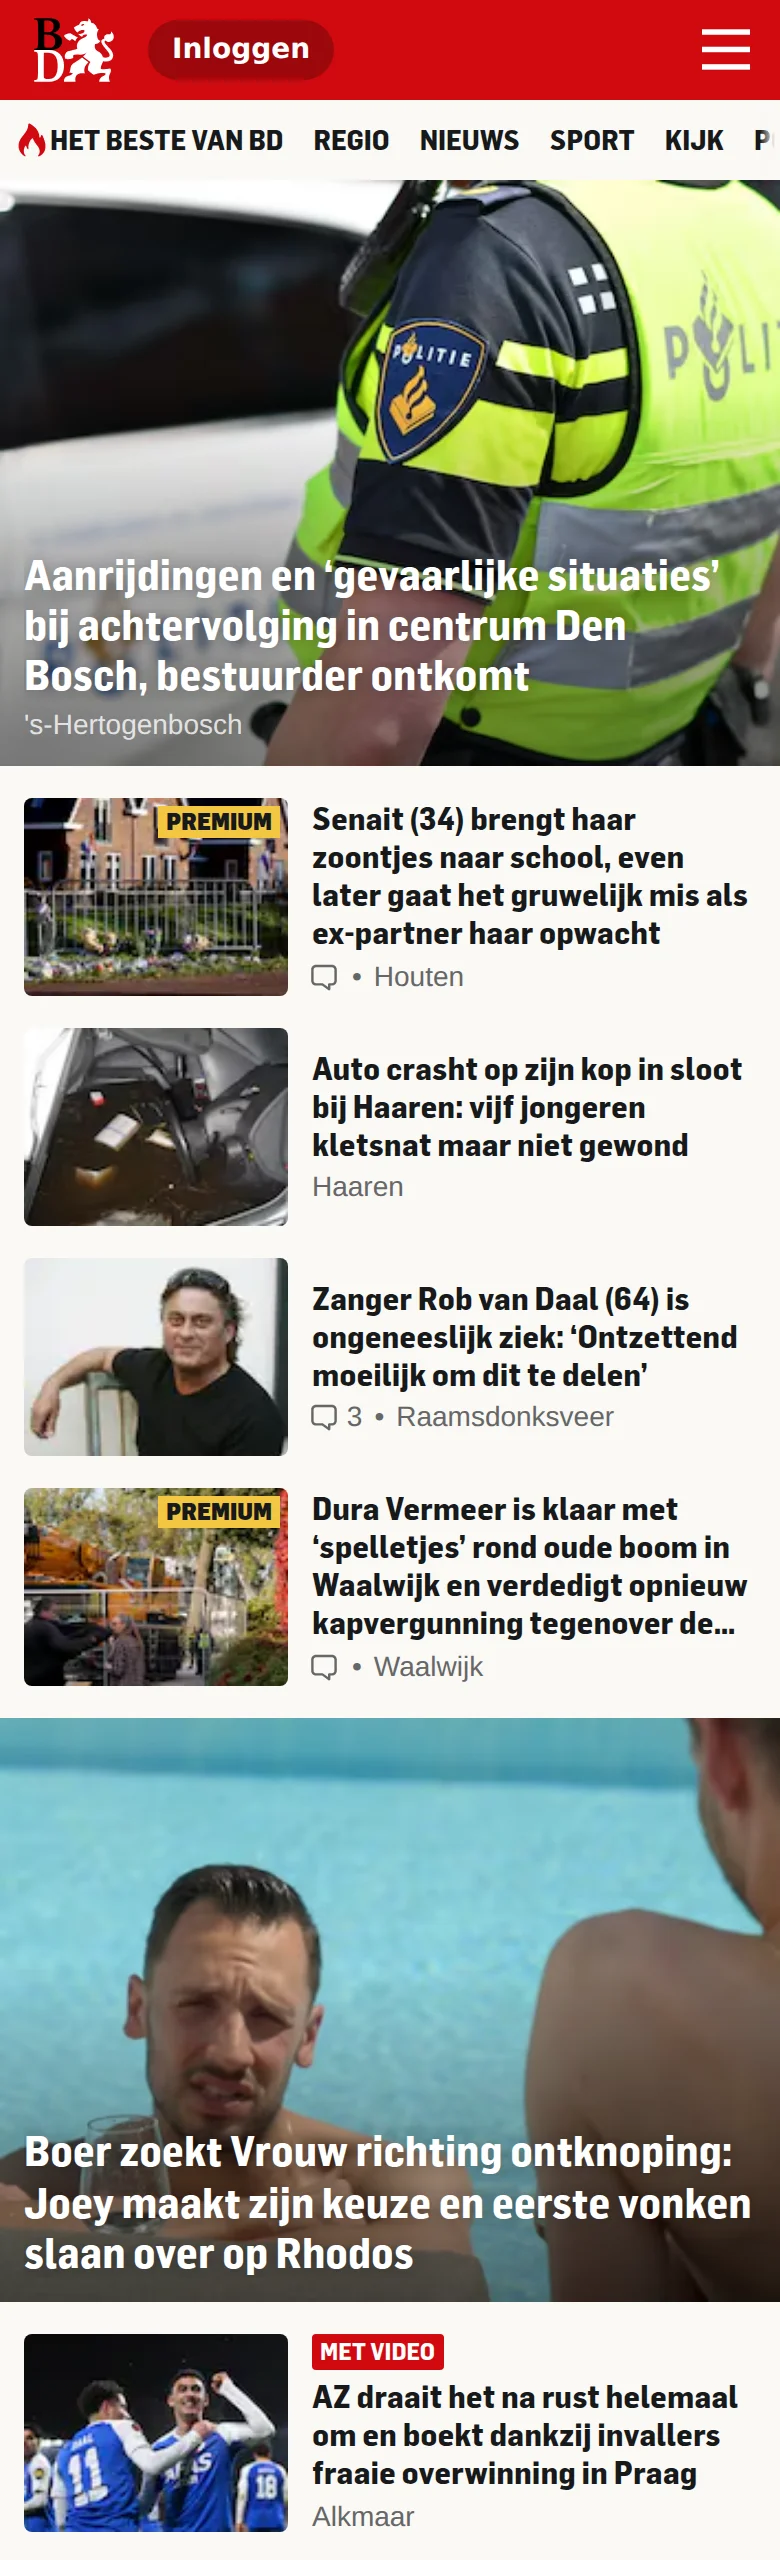 BD
Inloggen
HET BESTE VAN BD REGIO NIEUWS SPORT KIJK
POLITIE
POLIT
Aanrijdingen en ‘gevaarlijke situaties’
bij achtervolging in centrum Den
Bosch, bestuurder ontkomt
's-Hertogenbosch
PREMIUM
Senait (34) brengt haar
zoontjes naar school, even
later gaat het gruwelijk mis als
ex-partner haar opwacht
• Houten
Auto crasht op zijn kop in sloot
bij Haaren: vijf jongeren
kletsnat maar niet gewond
Haaren
Zanger Rob van Daal (64) is
ongeneeslijk ziek: ‘Ontzettend
moeilijk om dit te delen’
3 • Raamsdonksveer
PREMIUM
Dura Vermeer is klaar met
‘spelletjes’ rond oude boom in
Waalwijk en verdedigt opnieuw
kapvergunning tegenover de...
• Waalwijk
Boer zoekt Vrouw richting ontknoping:
Joey maakt zijn keuze en eerste vonken
slaan over op Rhodos
MET VIDEO
AZ draait het na rust helemaal
om en boekt dankzij invallers
fraaie overwinning in Praag
Alkmaar
11
18